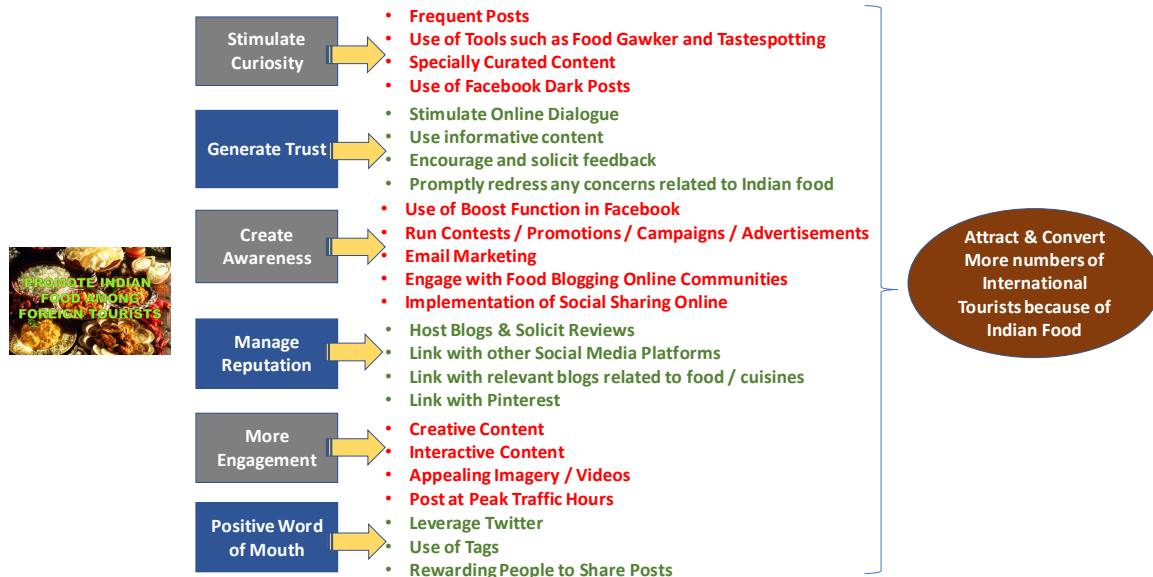 PROMOTE INDIAN
FOOD AMONG
FOREIGN TOURISTS
Stimulate
Curiosity
• Frequent Posts
• Use of Tools such as Food Gawker and Tastespotting
• Specially Curated Content
• Use of Facebook Dark Posts
Generate Trust
• Stimulate Online Dialogue
• Use informative content
• Encourage and solicit feedback
• Promptly redress any concerns related to Indian food
Create
Awareness
• Use of Boost Function in Facebook
• Run Contests / Promotions / Campaigns / Advertisements
• Email Marketing
• Engage with Food Blogging Online Communities
• Implementation of Social Sharing Online
Manage
Reputation
• Host Blogs & Solicit Reviews
• Link with other Social Media Platforms
• Link with relevant blogs related to food / cuisines
• Link with Pinterest
More
Engagement
• Creative Content
• Interactive Content
• Appealing Imagery / Videos
• Post at Peak Traffic Hours
Positive Word
of Mouth
• Leverage Twitter
• Use of Tags
• Rewarding People to Share Posts
Attract & Convert
More numbers of
International
Tourists because of
Indian Food